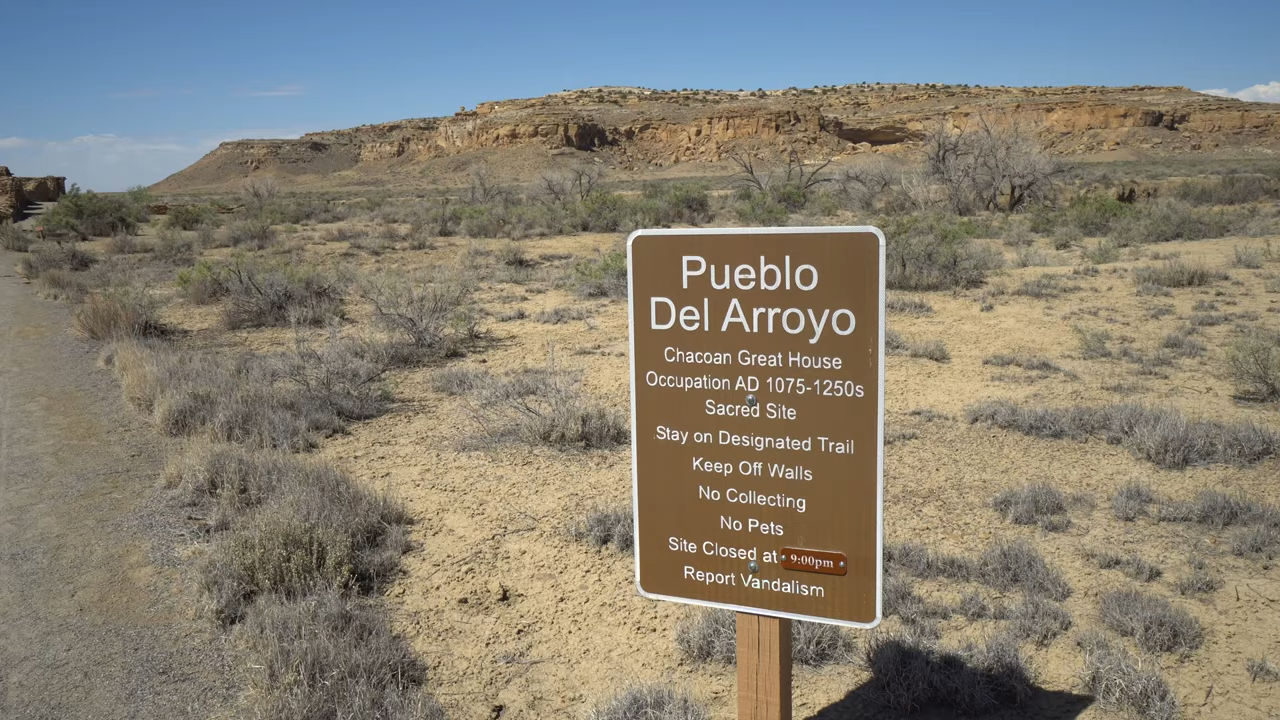 Pueblo
Del Arroyo
Chacoan Great House
Occupation AD 1075-1250s
Sacred Site
Stay on Designated Trail
Keep Off Walls
No Collecting
No Pets
Site Closed at 9:00pm
Report Vandalism